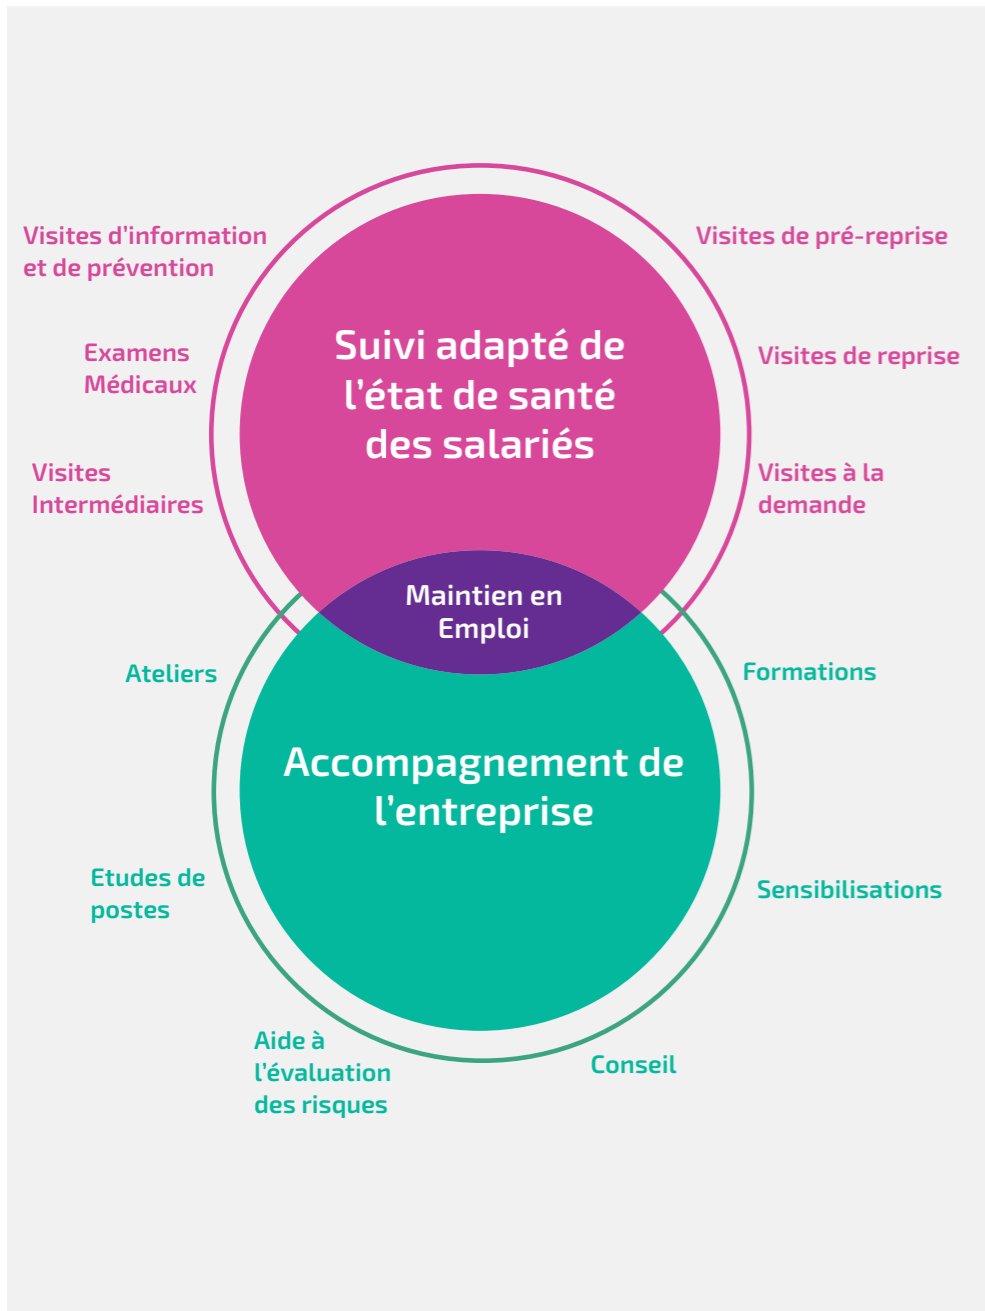 Visites d’information
et de prévention
Examens
Médicaux
Visites
Intermédiaires
Suivi adapté de
l’état de santé
des salariés
Visites de pré-reprise
Visites de reprise
Visites à la
demande
Maintien en
Emploi
Ateliers
Etudes de
postes
Aide à
l’évaluation
des risques
Accompagnement de
l’entreprise
Formations
Sensibilisations
Conseil